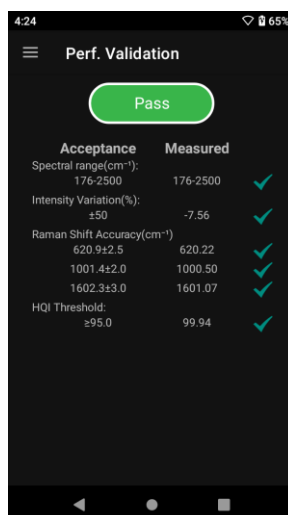 4:24 65%
Perf. Validation
Pass
Acceptance Measured
Spectral range(cm⁻¹):
176-2500 176-2500
Intensity Variation(%):
±50 -7.56
Raman Shift Accuracy(cm⁻¹)
620.9±2.5 620.22
1001.4±2.0 1000.50
1602.3±3.0 1601.07
HQI Threshold:
≥95.0 99.94